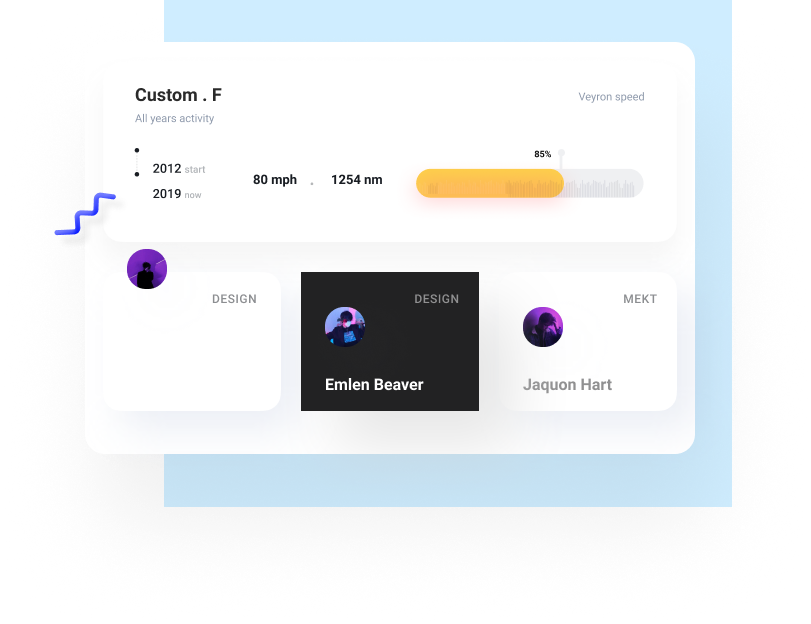 Custom . F
Veyron speed
All years activity
85%
2012 start
80 mph . 1254 nm
2019 now
DESIGN
DESIGN
MEKT
Emlen Beaver
Jaquon Hart